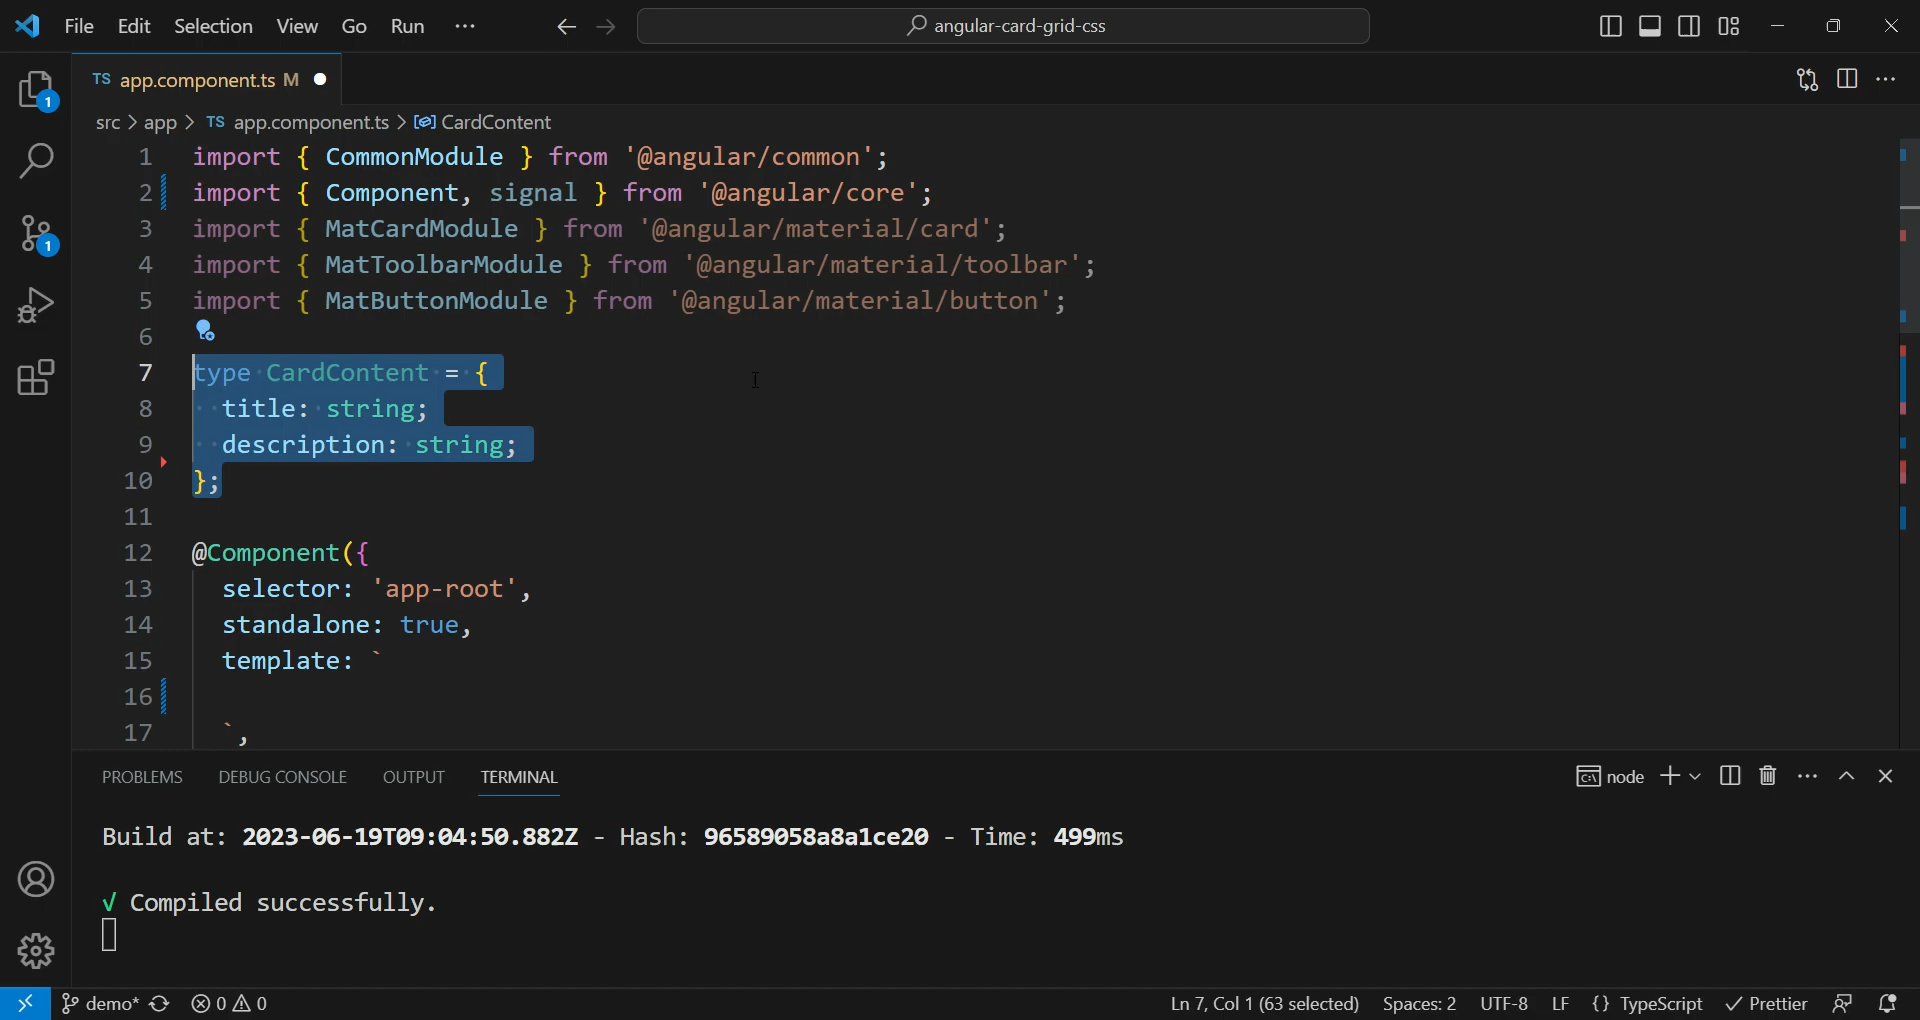 File Edit Selection View Go Run ··· angular-card-grid-css
TS app.component.ts M
src > app > TS app.component.ts > CardContent
1 import { CommonModule } from '@angular/common';
2 import { Component, signal } from '@angular/core';
3 import { MatCardModule } from '@angular/material/card';
4 import { MatToolbarModule } from '@angular/material/toolbar';
5 import { MatButtonModule } from '@angular/material/button';
6
7 type CardContent = {
8 title: string;
9 description: string;
10 };
11
12 @Component({
13 selector: 'app-root',
14 standalone: true,
15 template: `
16
17 `,
PROBLEMS DEBUG CONSOLE OUTPUT TERMINAL node
Build at: 2023-06-19T09:04:50.882Z - Hash: 96589058a8a1ce20 - Time: 499ms
√ Compiled successfully.
demo* 0 0 Ln 7, Col 1 (63 selected) Spaces: 2 UTF-8 LF {} TypeScript Prettier
1
1